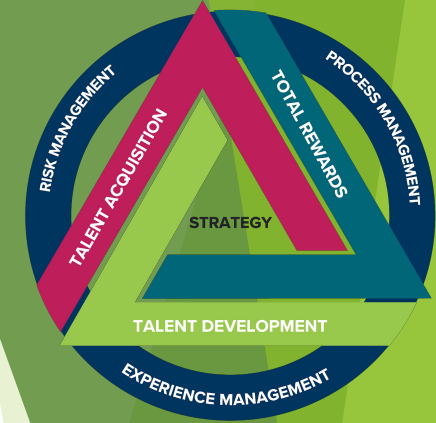 RISK MANAGEMENT
PROCESS MANAGEMENT
TALENT ACQUISITION
TOTAL REWARDS
STRATEGY
TALENT DEVELOPMENT
EXPERIENCE MANAGEMENT